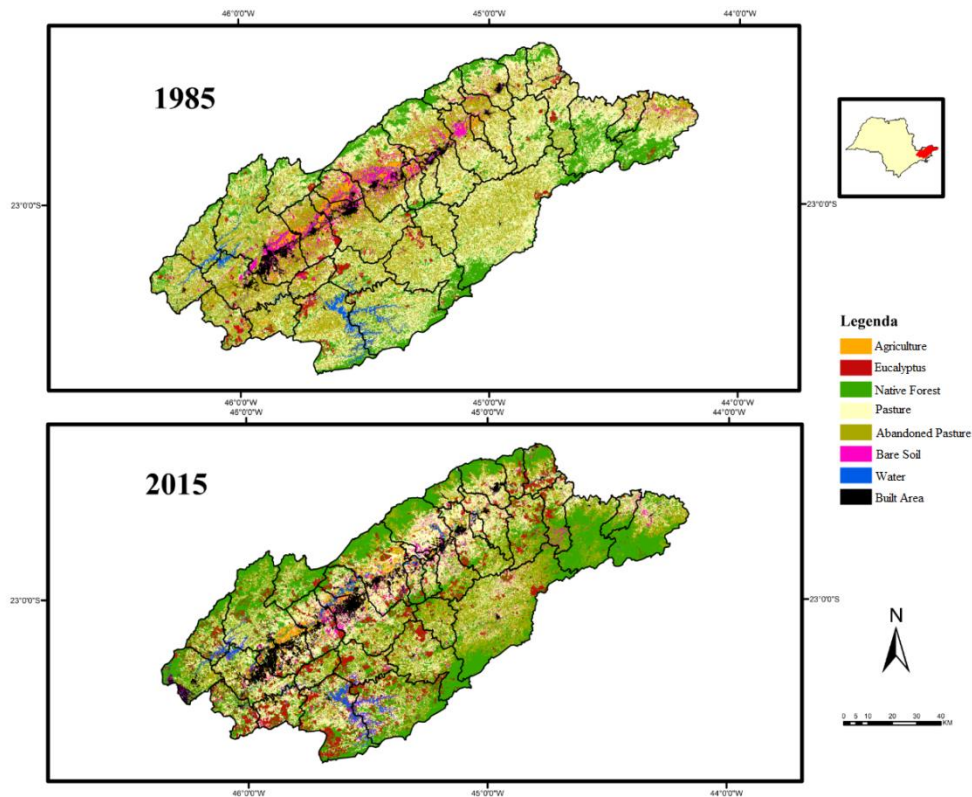 46°0'0"W 45°0'0"W 44°0'0"W
1985
23°0'0"S 23°0'0"S
46°0'0"W 45°0'0"W 44°0'0"W
46°0'0"W 45°0'0"W 44°0'0"W
2015
23°0'0"S 23°0'0"S
46°0'0"W 45°0'0"W 44°0'0"W
Legenda
Agriculture
Eucalyptus
Native Forest
Pasture
Abandoned Pasture
Bare Soil
Water
Built Area
N
0 5 10 20 30 40
KM